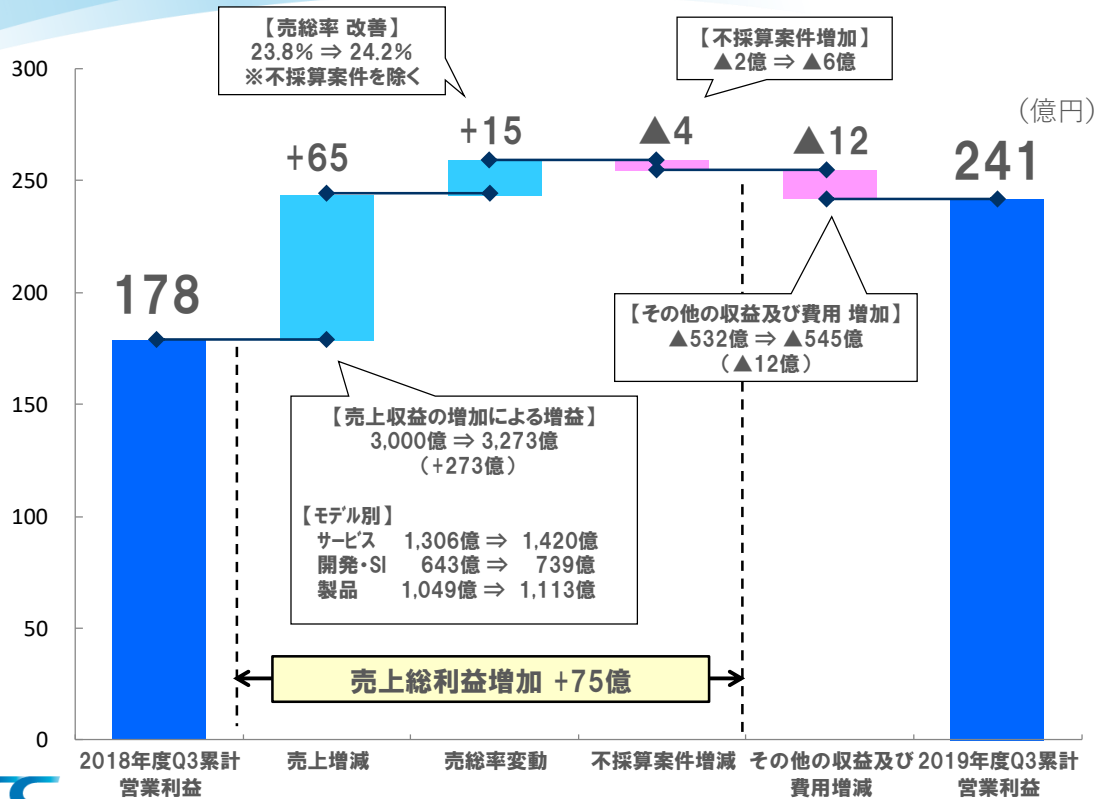 【売総率 改善】
23.8% ⇒ 24.2%
※不採算案件を除く
【不採算案件増加】
▲2億 ⇒ ▲6億
(億円)
300
250
200
150
100
50
0
178
+65
+15
▲4
▲12
241
【その他の収益及び費用 増加】
▲532億 ⇒ ▲545億
(▲12億)
【売上収益の増加による増益】
3,000億 ⇒ 3,273億
(+273億)
【モデル別】
サービス 1,306億 ⇒ 1,420億
開発・SI 643億 ⇒ 739億
製品 1,049億 ⇒ 1,113億
売上総利益増加 +75億
2018年度Q3累計
営業利益
売上増減
売総率変動
不採算案件増減
その他の収益及び
費用増減
2019年度Q3累計
営業利益